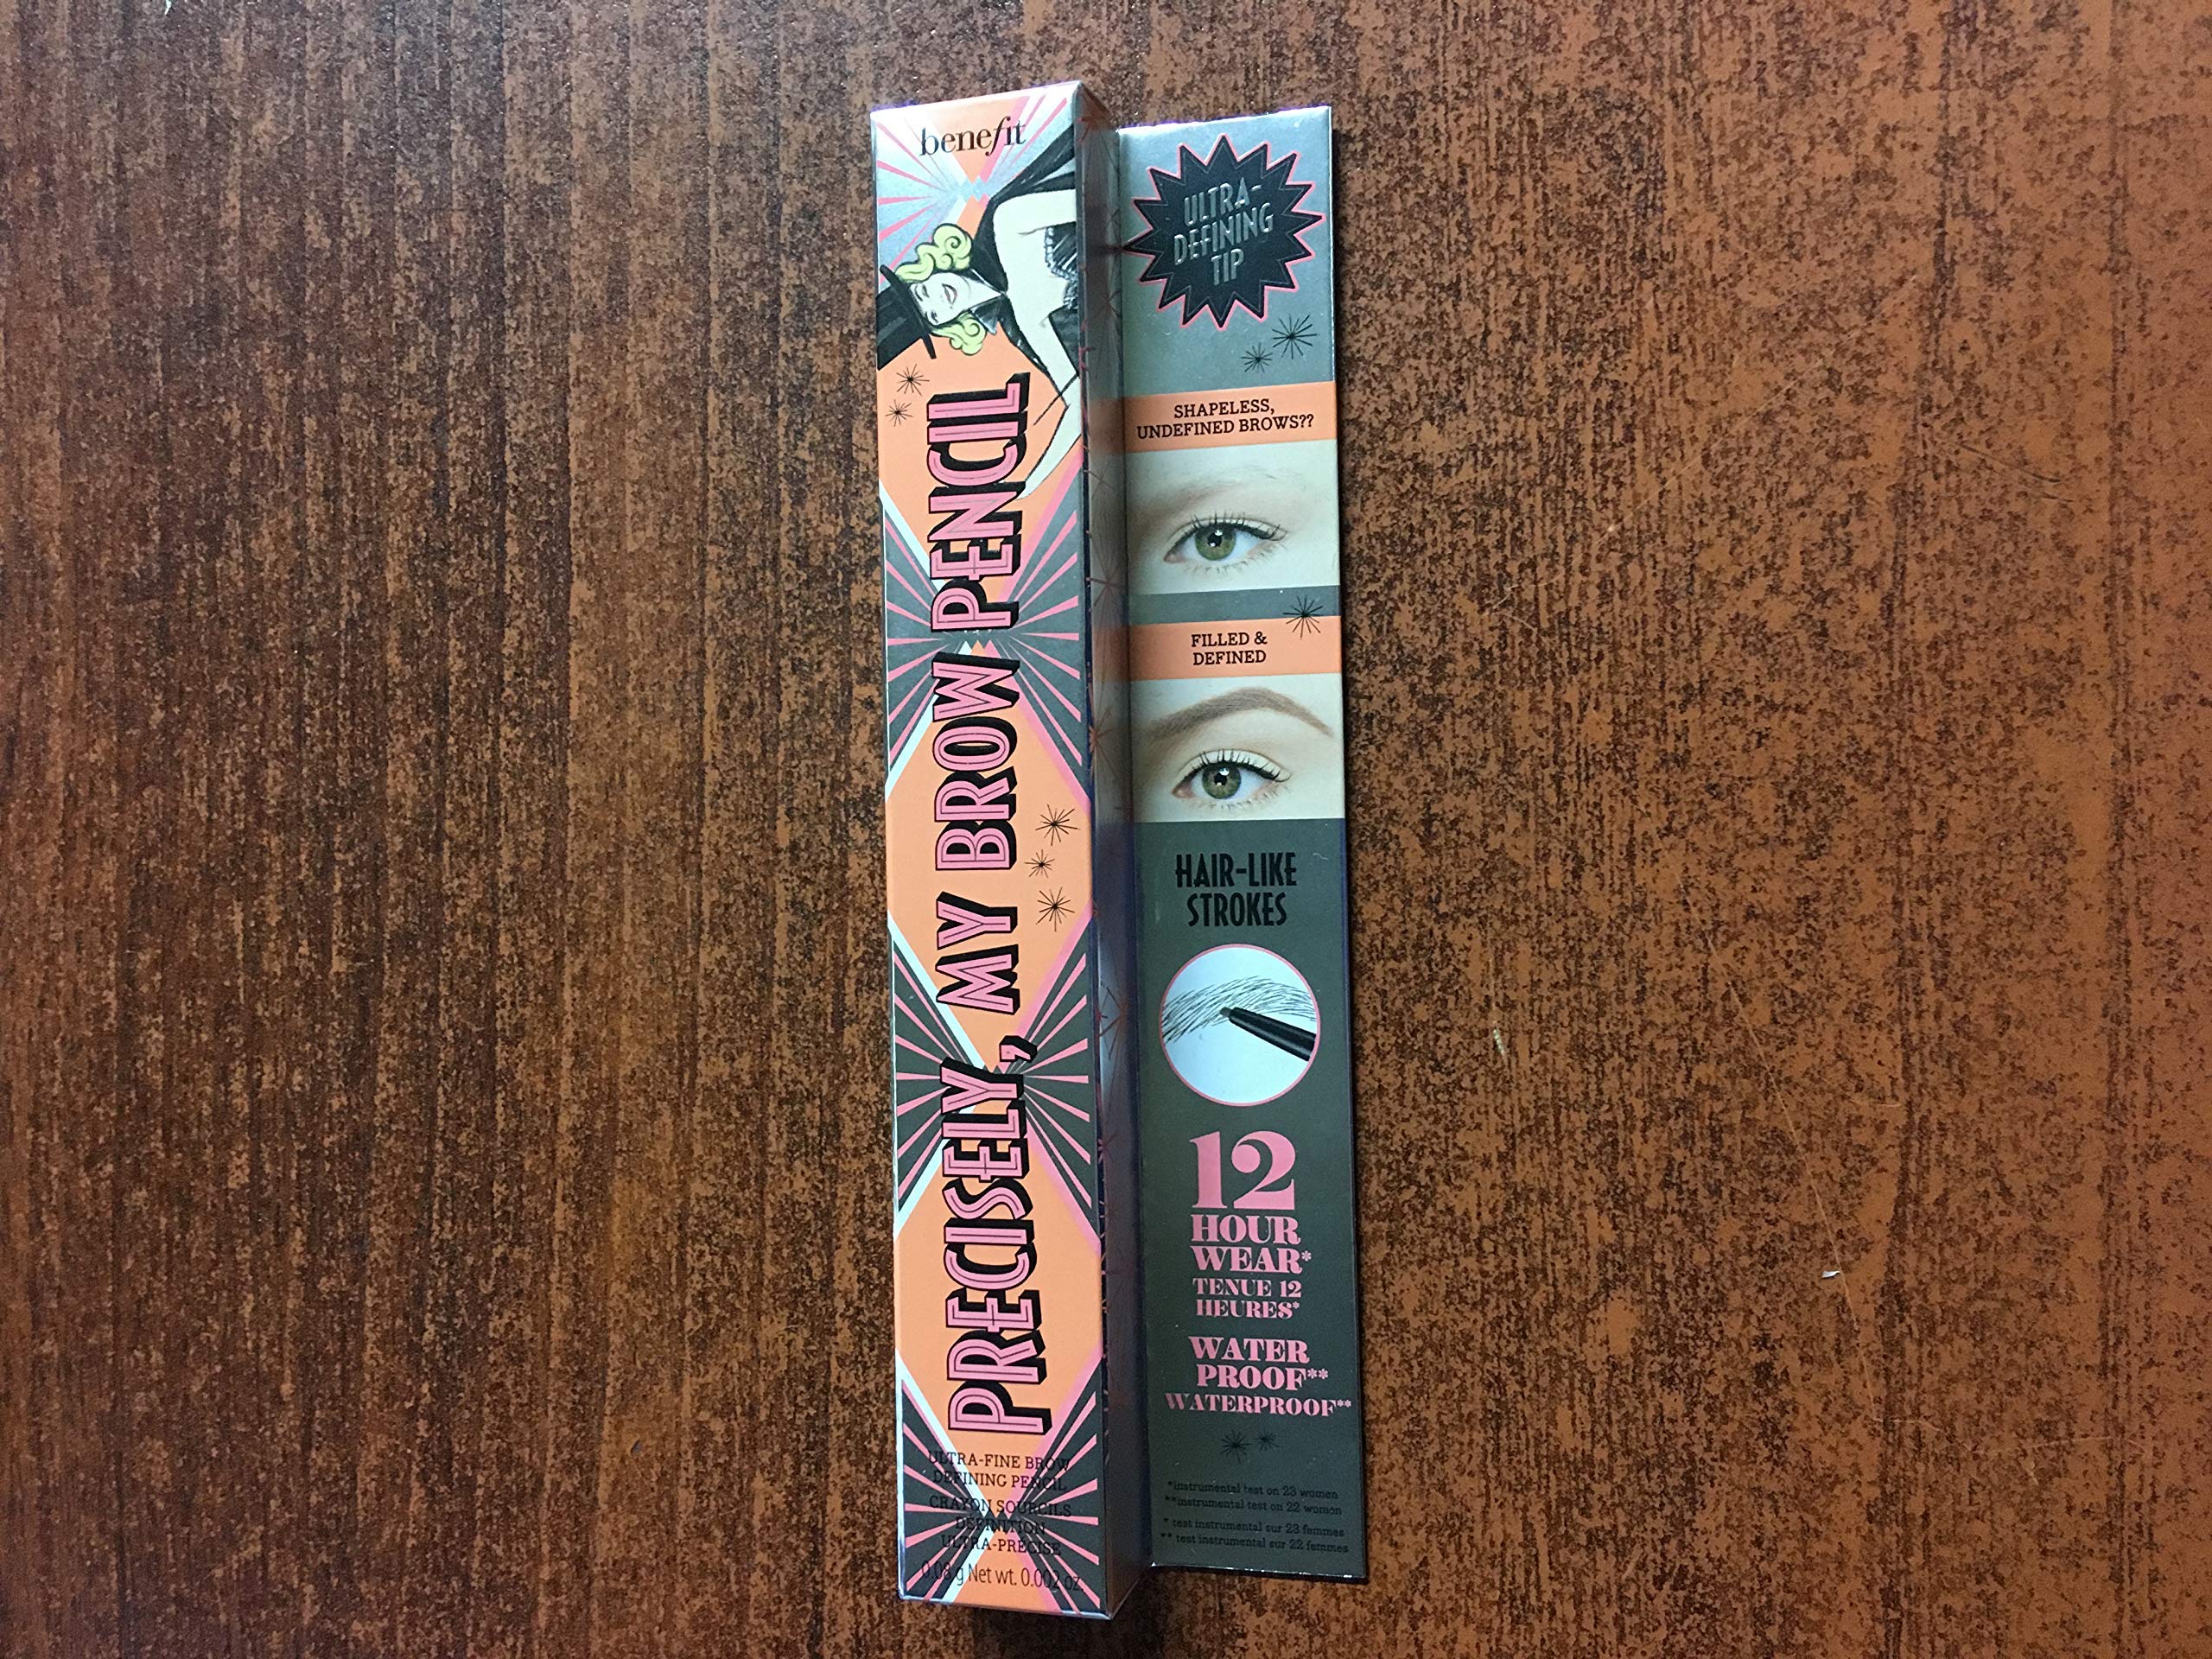 benefit
PRECISELY, MY BROW PENCIL
ULTRA-FINE BROW
DEFINING PENCIL
CRAYON SOURCILS
DEFINITION
ULTRA-PRÉCISE
0.08 g Net wt. 0.002 oz
ULTRA-
DEFINING
TIP
SHAPELESS,
UNDEFINED BROWS??
FILLED &
DEFINED
HAIR-LIKE
STROKES
12
HOUR
WEAR*
TENUE 12
HEURES*
WATER
PROOF**
WATERPROOF**
*instrumental test on 23 women
**instrumental test on 22 women
* test instrumental sur 23 femmes
** test instrumental sur 22 femmes